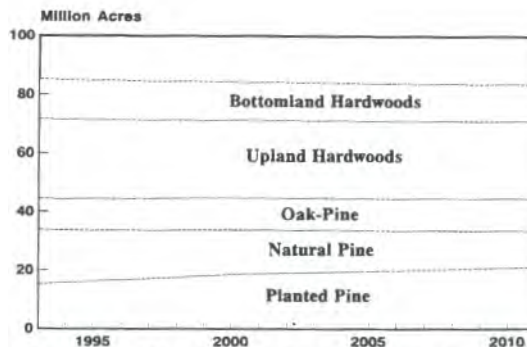 Million Acres
100
80
60
40
20
0
Bottomland Hardwoods
Upland Hardwoods
Oak-Pine
Natural Pine
Planted Pine
1995 2000 2005 2010